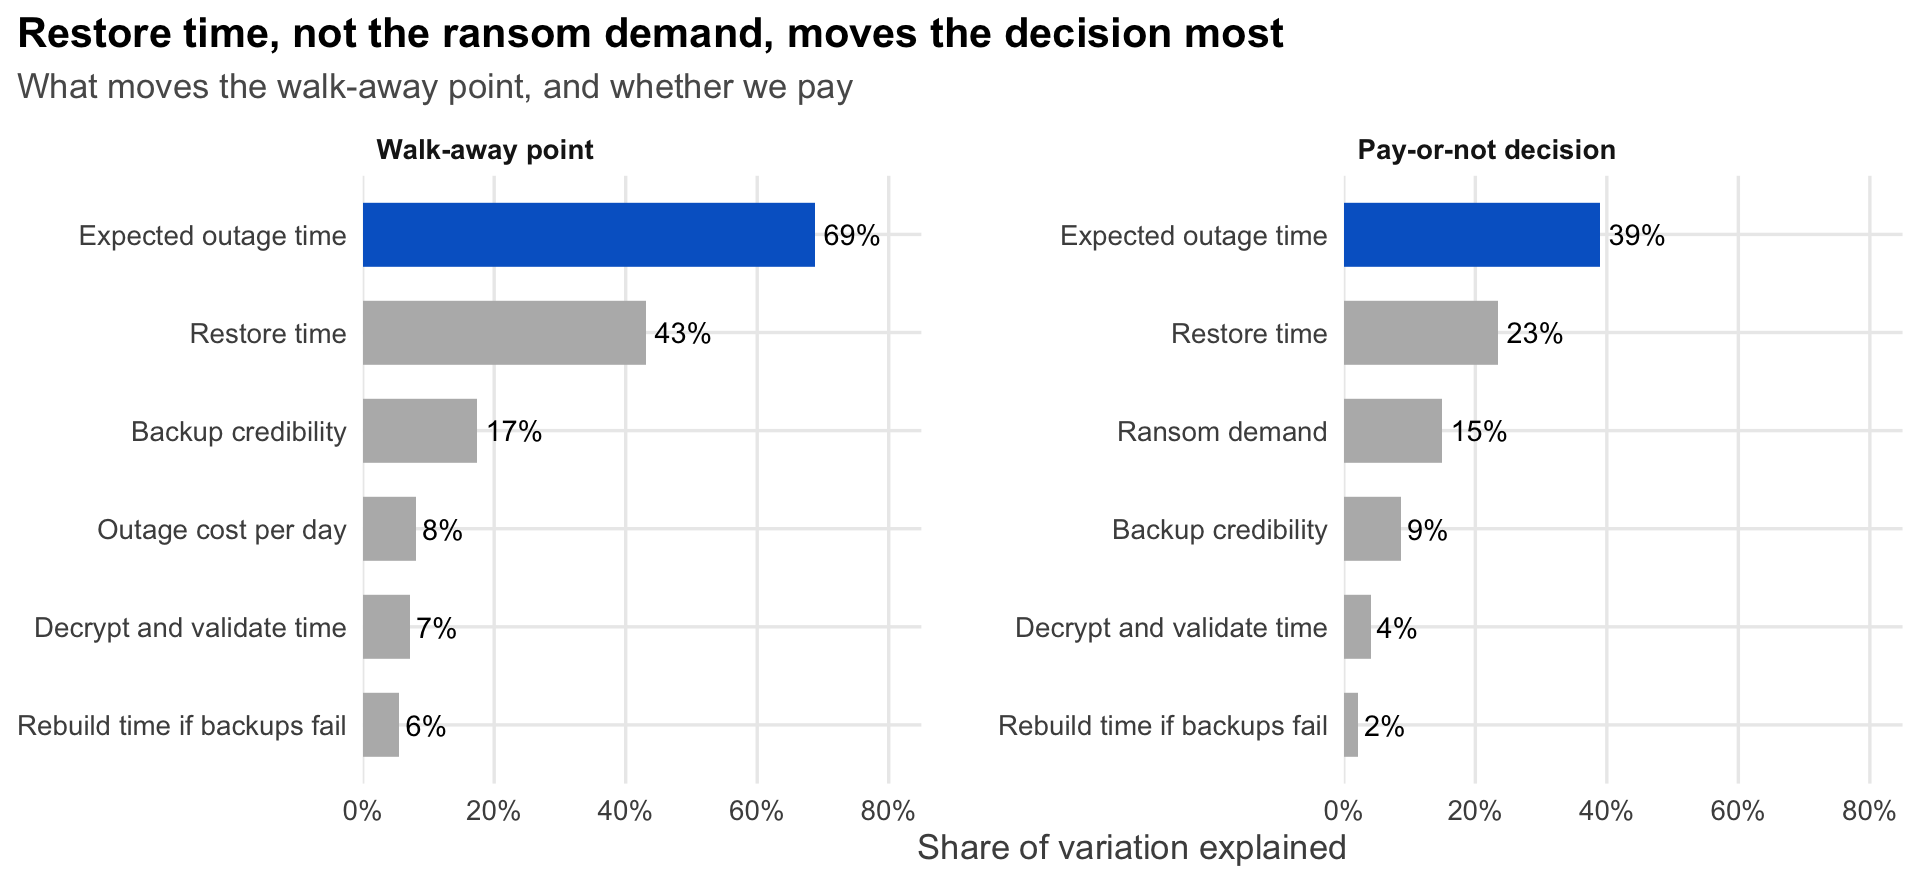 Restore time, not the ransom demand, moves the decision most
What moves the walk-away point, and whether we pay
Walk-away point
Expected outage time 69%
Restore time 43%
Backup credibility 17%
Outage cost per day 8%
Decrypt and validate time 7%
Rebuild time if backups fail 6%
0% 20% 40% 60% 80%
Pay-or-not decision
Expected outage time 39%
Restore time 23%
Ransom demand 15%
Backup credibility 9%
Decrypt and validate time 4%
Rebuild time if backups fail 2%
0% 20% 40% 60% 80%
Share of variation explained